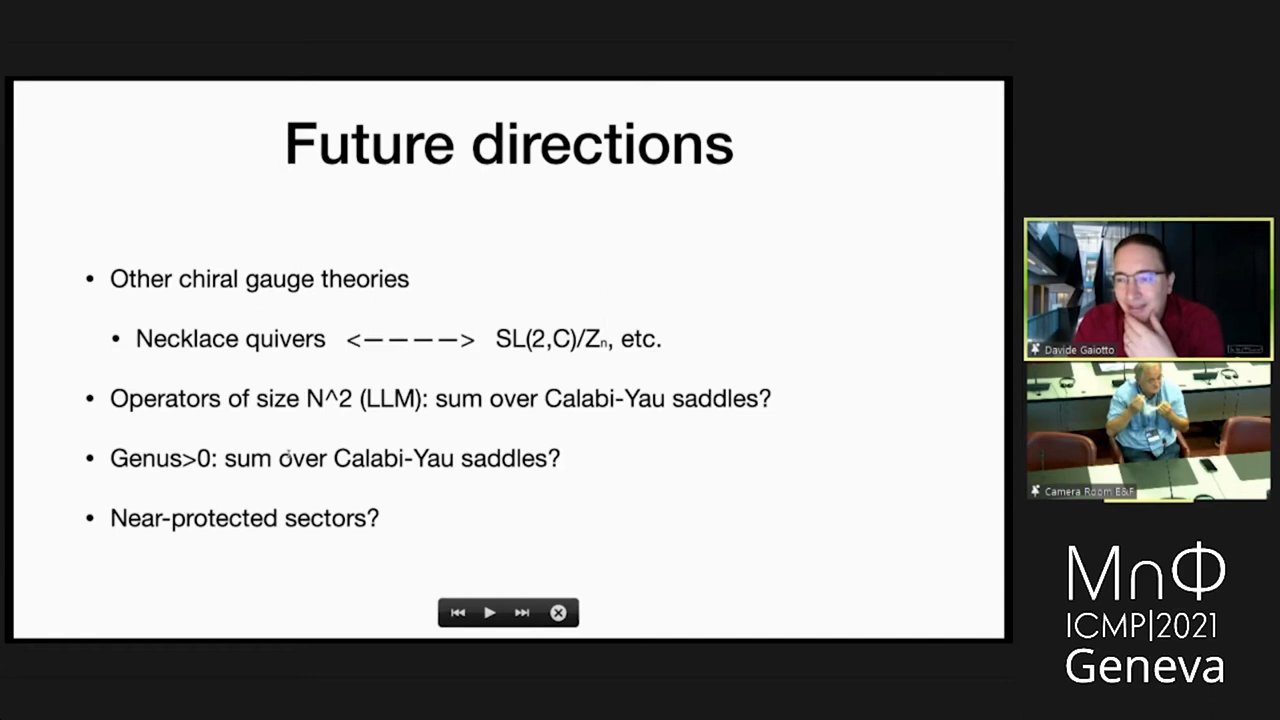 Future directions
• Other chiral gauge theories
• Necklace quivers <————> SL(2,C)/Zₙ, etc.
• Operators of size N^2 (LLM): sum over Calabi-Yau saddles?
• Genus>0: sum over Calabi-Yau saddles?
• Near-protected sectors?
Davide Gaiotto
Camera Room E&F
M∩Φ
ICMP|2021
Geneva